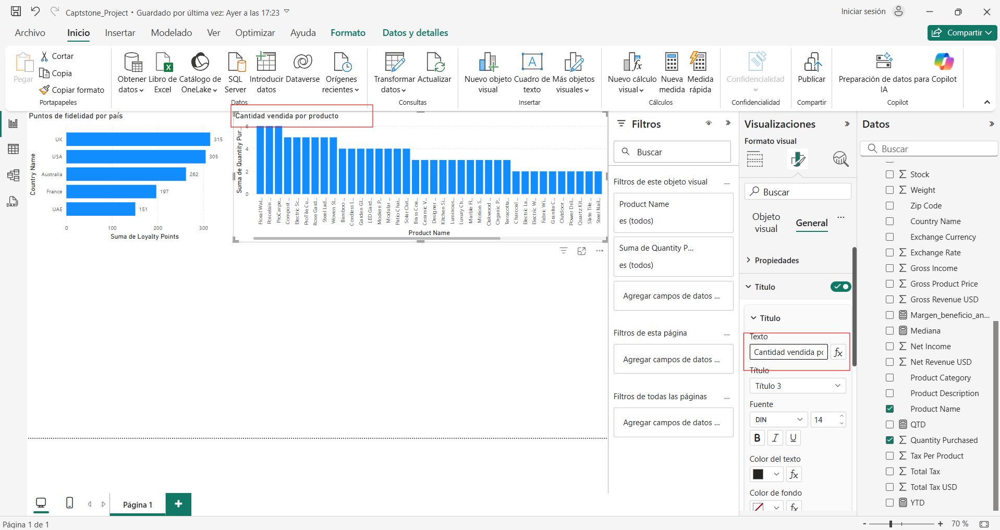 Captstone_Project • Guardado por última vez: Ayer a las 17:23
Iniciar sesión
Archivo
Inicio
Insertar
Modelado
Ver
Optimizar
Ayuda
Formato
Datos y detalles
Compartir
Pegar
Cortar
Copia
Copiar formato
Portapapeles
Obtener datos
Libro de Excel
Catálogo de OneLake
SQL Server
Introducir datos
Dataverse
Orígenes recientes
Datos
Transformar datos
Actualizar
Consultas
Nuevo objeto visual
Cuadro de texto
Más objetos visuales
Insertar
Nuevo cálculo visual
Nueva medida
Medida rápida
Cálculos
Confidencialidad
Confidencialidad
Publicar
Compartir
Preparación de datos para IA
Copilot
Copilot
Puntos de fidelidad por país
Country Name
UK 315
USA 305
Australia 262
France 197
UAE 151
0 100 200 300
Suma de Loyalty Points
Cantidad vendida por producto
Suma de Quantity Pur...
6
4
2
0
Floral Wal...
Porcelain ...
ProCarpe...
Compost ...
Electric Sc...
ProTile Cu...
Rose Gard...
Steel Lad...
Woven St...
Bamboo ...
Cordless L...
Garden Gl...
LED Gard...
Modern P...
Modular ...
Patio Chai...
Solar Out...
Brass Coa...
Ceramic V...
Designer ...
Kitchen Si...
Luminous...
Luxury Ch...
Marble Fl...
Motion S...
Oakwood ...
Organic P...
Terracotta...
Charcoal ...
Electric La...
Electric W...
Fabric Wi...
Granite C...
Outdoor ...
Power Dril...
Quartz Kit...
Slate Tile ...
Steel Nail...
Product Name
Filtros
Buscar
Filtros de este objeto visual ...
Product Name
es (todos)
Suma de Quantity P...
es (todos)
Agregar campos de datos ...
Filtros de esta página ...
Agregar campos de datos ...
Filtros de todas las páginas ...
Agregar campos de datos ...
Visualizaciones
Formato visual
Buscar
Objeto visual
General
...
Propiedades
Título
Título
Texto
Cantidad vendida po
fx
Título
Título 3
Fuente
DIN
14
B
I
U
Color del texto
fx
Color de fondo
fx
Datos
Buscar
Stock
Weight
Zip Code
Country Name
Exchange Currency
Exchange Rate
Gross Income
Gross Product Price
Gross Revenue USD
Margen_beneficio_an...
Mediana
Net Income
Net Revenue USD
Product Category
Product Description
Product Name
QTD
Quantity Purchased
Tax Per Product
Total Tax
Total Tax USD
YTD
Página 1
+
Página 1 de 1
- + 70 %